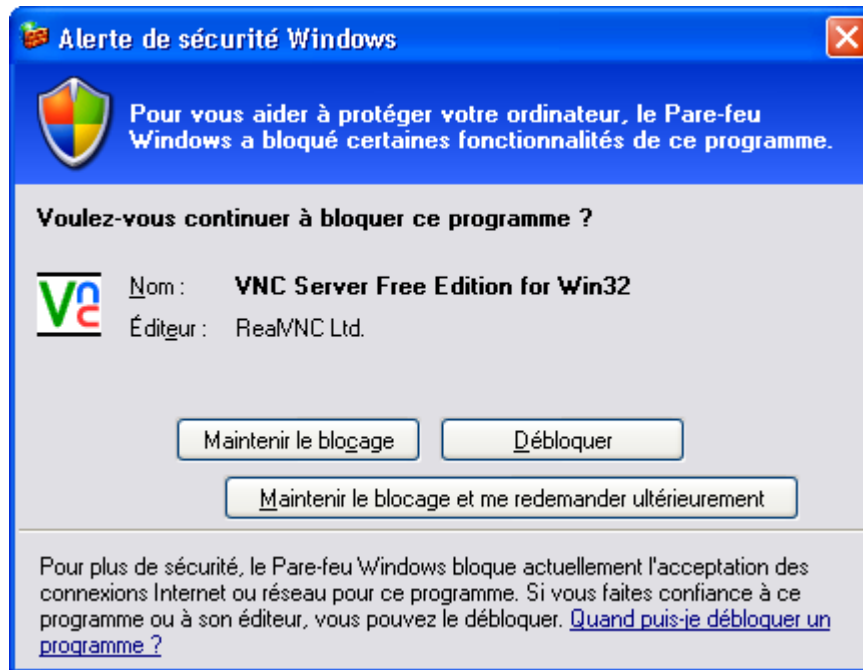 Alerte de sécurité Windows
Pour vous aider à protéger votre ordinateur, le Pare-feu
Windows a bloqué certaines fonctionnalités de ce programme.
Voulez-vous continuer à bloquer ce programme ?
Vnc
Nom : VNC Server Free Edition for Win32
Éditeur : RealVNC Ltd.
Maintenir le blocage Débloquer
Maintenir le blocage et me redemander ultérieurement
Pour plus de sécurité, le Pare-feu Windows bloque actuellement l'acceptation des
connexions Internet ou réseau pour ce programme. Si vous faites confiance à ce
programme ou à son éditeur, vous pouvez le débloquer. Quand puis-je débloquer un
programme ?